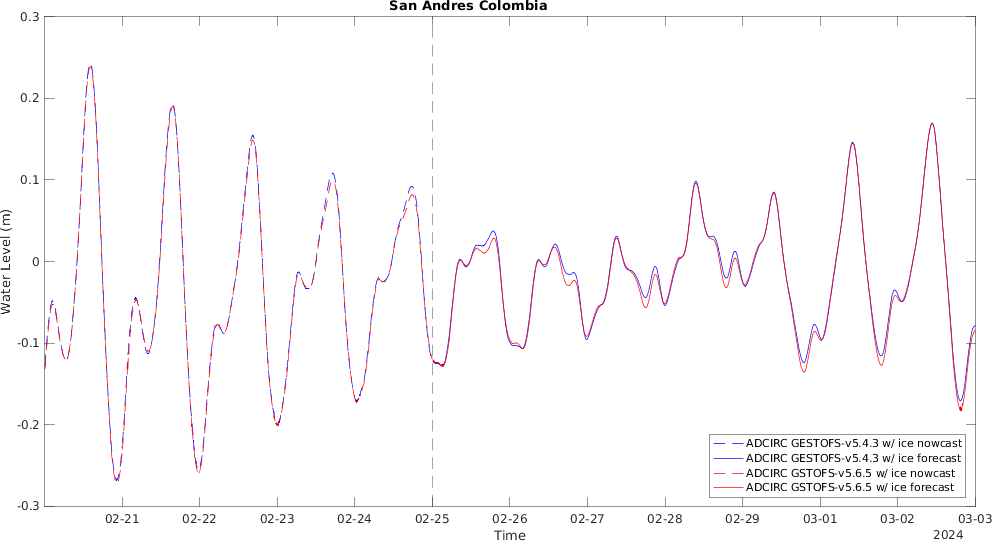 San Andres Colombia
0.3
0.2
0.1
0
-0.1
-0.2
-0.3
Water Level (m)
ADCIRC GESTOFS-v5.4.3 w/ ice nowcast
ADCIRC GESTOFS-v5.4.3 w/ ice forecast
ADCIRC GSTOFS-v5.6.5 w/ ice nowcast
ADCIRC GSTOFS-v5.6.5 w/ ice forecast
02-21 02-22 02-23 02-24 02-25 02-26 02-27 02-28 02-29 03-01 03-02 03-03
Time
2024